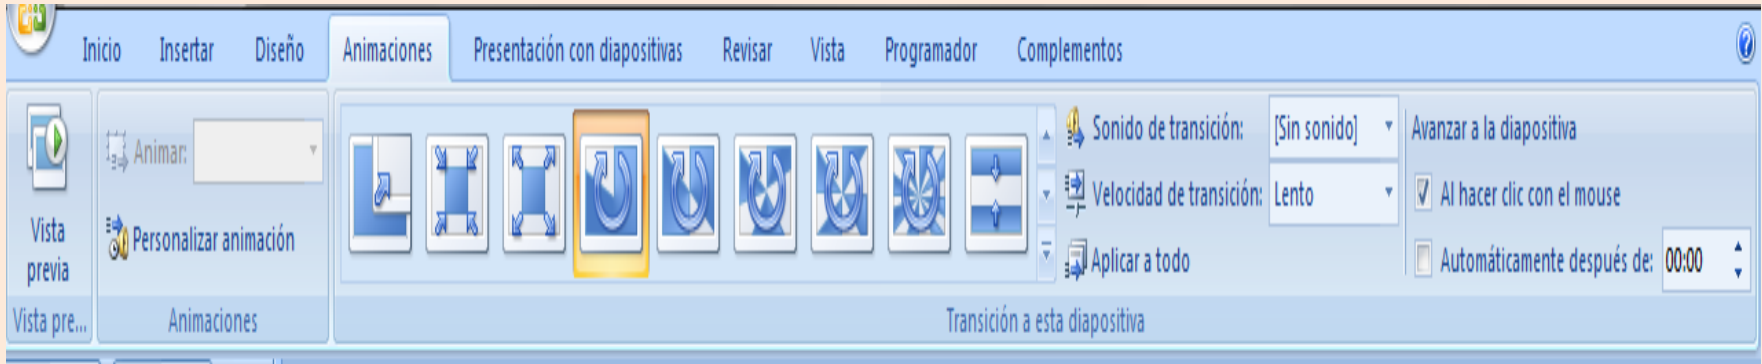 Inicio Insertar Diseño Animaciones Presentación con diapositivas Revisar Vista Programador Complementos
Vista
previa
Vista pre...
Animar:
Personalizar animación
Animaciones
Sonido de transición: [Sin sonido]
Velocidad de transición: Lento
Aplicar a todo
Avanzar a la diapositiva
Al hacer clic con el mouse
Automáticamente después de: 00:00
Transición a esta diapositiva